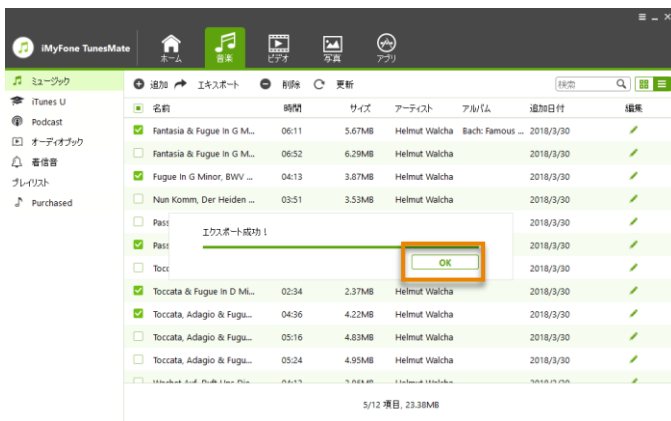 iMyFone TunesMate
ホーム 音楽 ビデオ 写真 アプリ
ミュージック
iTunes U
Podcast
オーディオブック
着信音
プレイリスト
Purchased
追加 エキスポート 削除 更新 検索
名前 時間 サイズ アーティスト アルバム 追加日付 編集
Fantasia & Fugue In G M... 06:11 5.67MB Helmut Walcha Bach: Famous ... 2018/3/30
Fantasia & Fugue In G M... 06:52 6.29MB Helmut Walcha 2018/3/30
Fugue In G Minor, BWV ... 04:13 3.87MB Helmut Walcha 2018/3/30
Nun Komm, Der Heiden ... 03:51 3.53MB Helmut Walcha 2018/3/30
Pass 2018/3/30
エクスポート成功！
Pass 2018/3/30
OK
Tocc 2018/3/30
Toccata & Fugue In D Mi... 02:34 2.37MB Helmut Walcha 2018/3/30
Toccata, Adagio & Fugu... 04:36 4.22MB Helmut Walcha 2018/3/30
Toccata, Adagio & Fugu... 05:16 4.83MB Helmut Walcha 2018/3/30
Toccata, Adagio & Fugu... 05:24 4.95MB Helmut Walcha 2018/3/30
5/12 項目, 23.38MB